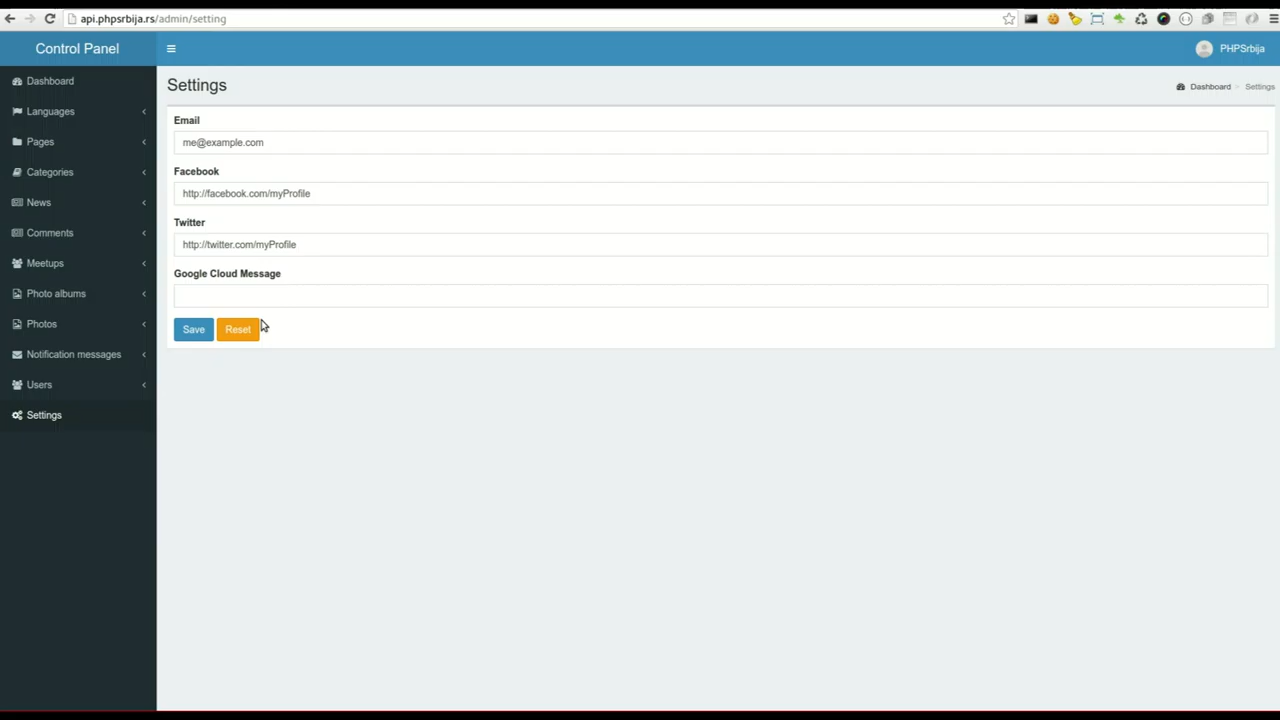 api.phpsrbija.rs/admin/setting
Control Panel
PHPSrbija
Dashboard
Languages
Pages
Categories
News
Comments
Meetups
Photo albums
Photos
Notification messages
Users
Settings
Settings
Dashboard > Settings
Email
me@example.com
Facebook
http://facebook.com/myProfile
Twitter
http://twitter.com/myProfile
Google Cloud Message
Save Reset